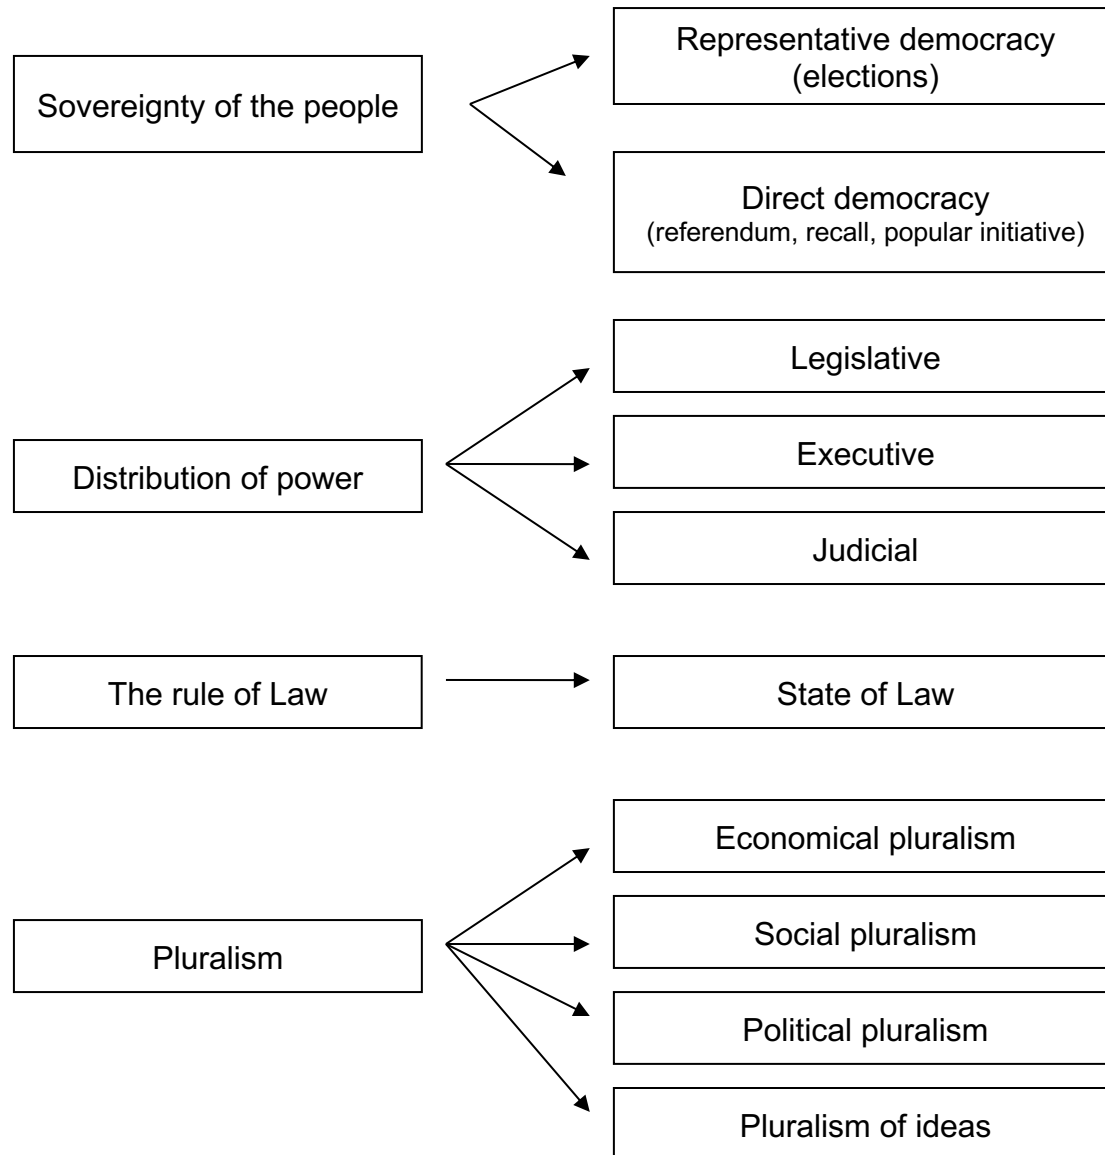 Representative democracy
(elections)
Sovereignty of the people
Direct democracy
(referendum, recall, popular initiative)
Legislative
Executive
Distribution of power
Judicial
The rule of Law
State of Law
Economical pluralism
Social pluralism
Pluralism
Political pluralism
Pluralism of ideas